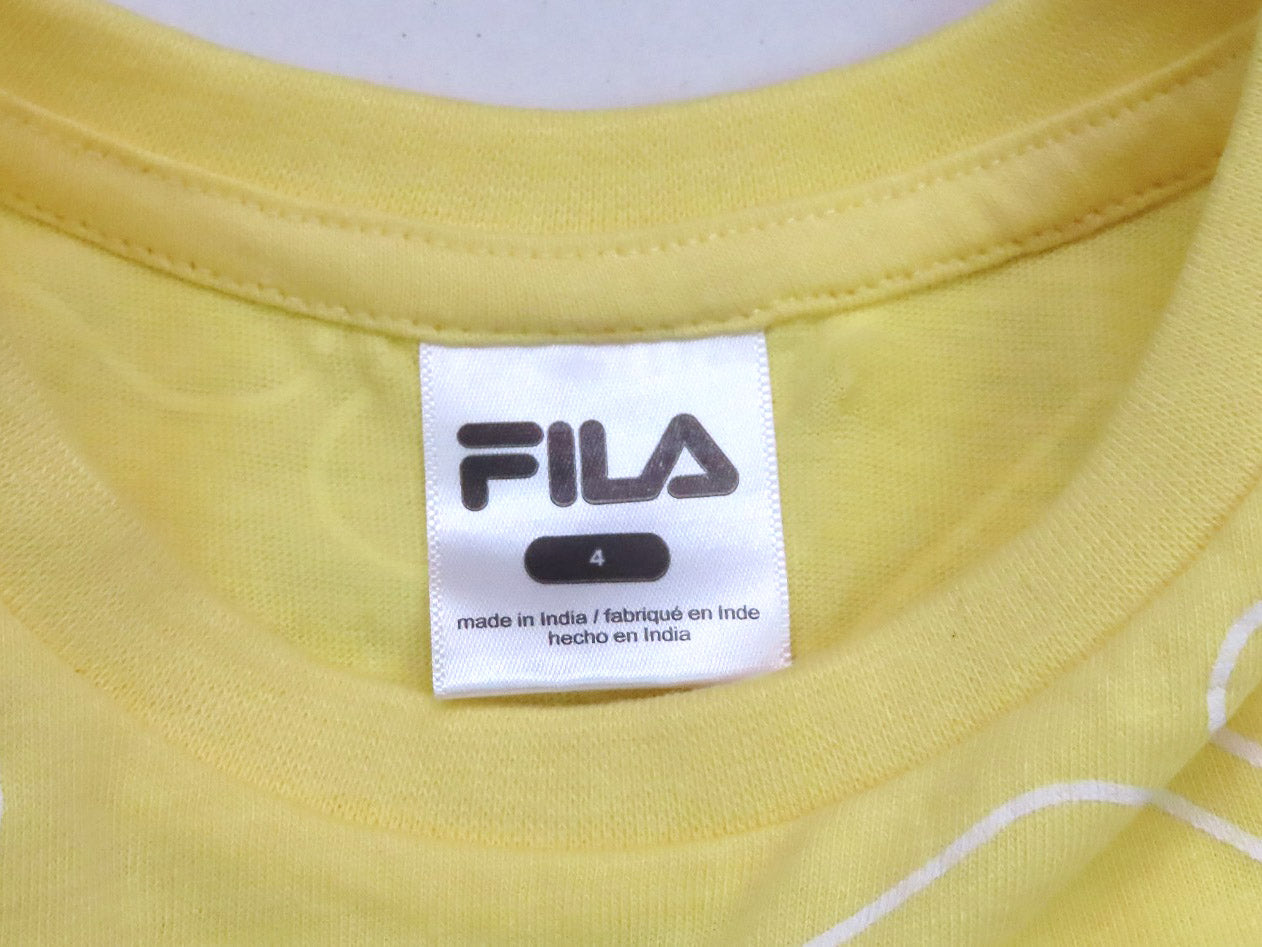 FILA
4
made in India / fabriqué en Inde
hecho en India